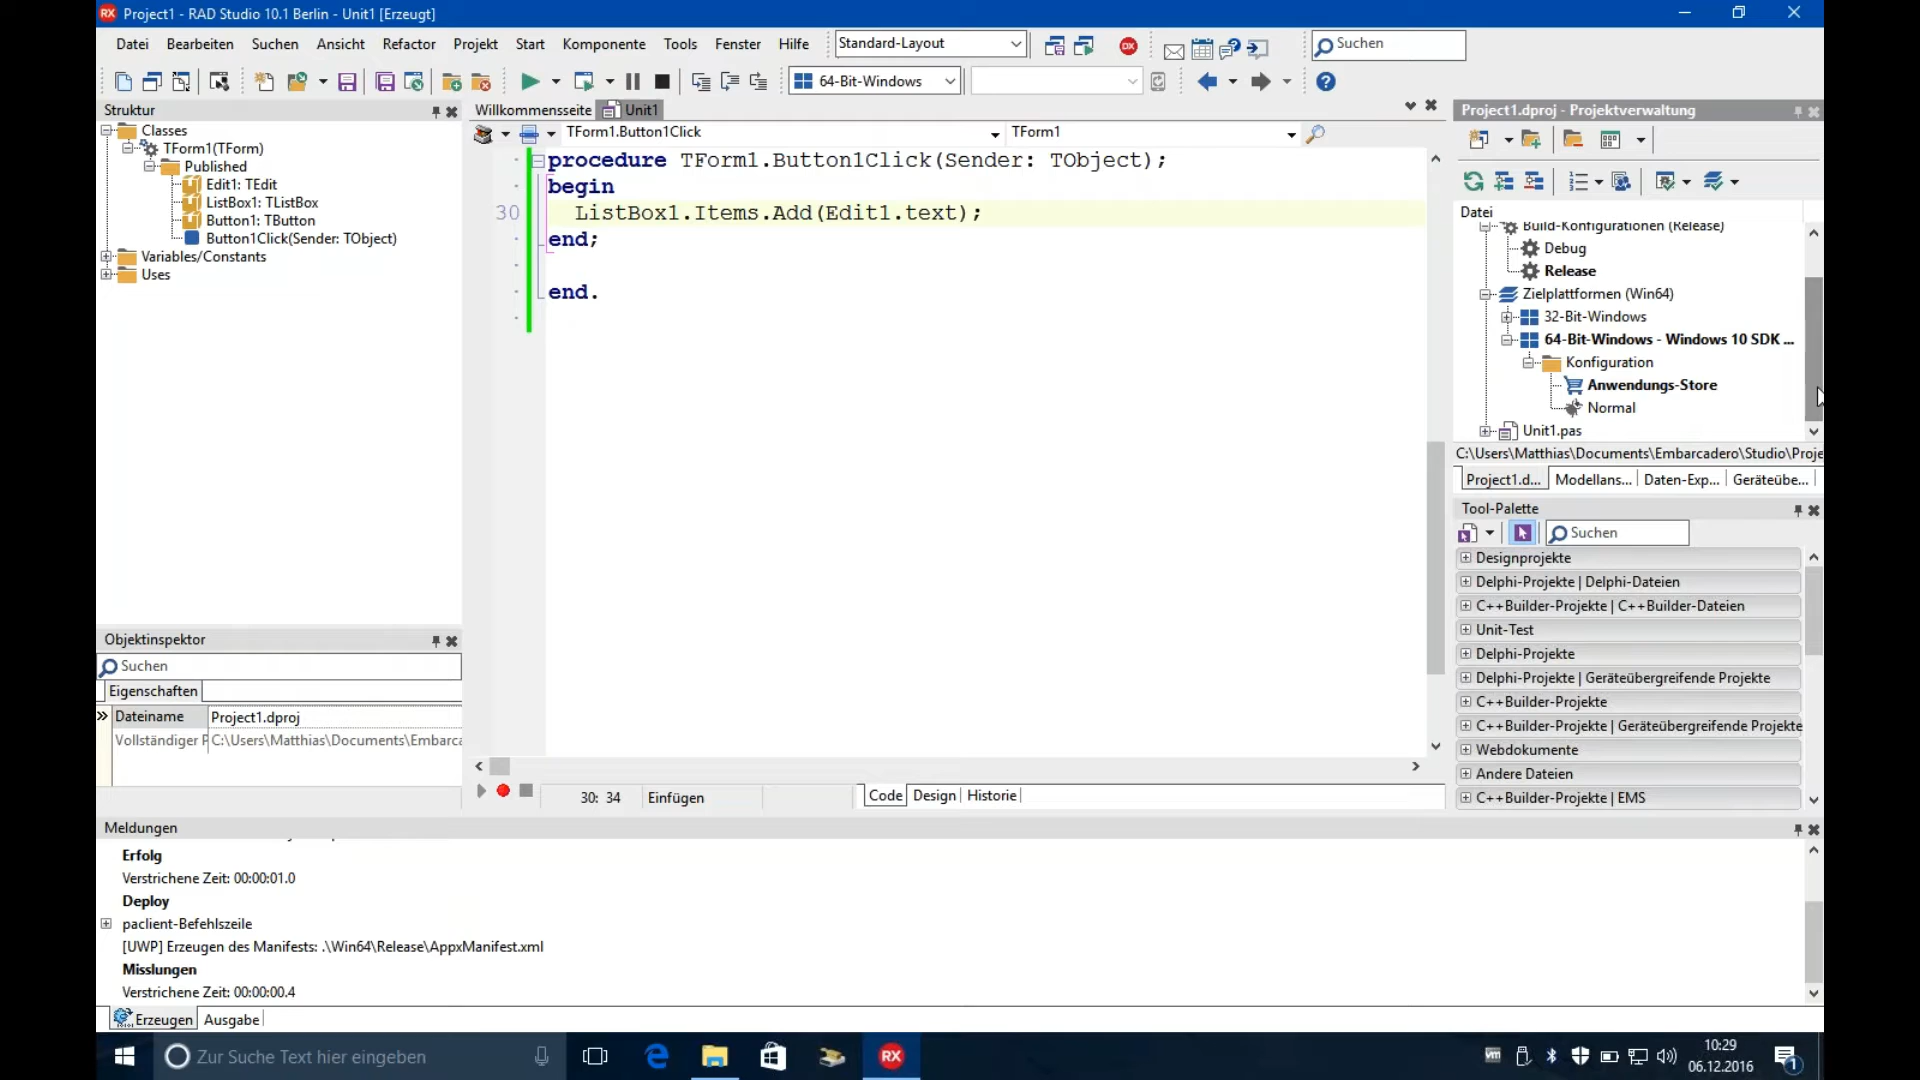 Project1 - RAD Studio 10.1 Berlin - Unit1 [Erzeugt]
Datei Bearbeiten Suchen Ansicht Refactor Projekt Start Komponente Tools Fenster Hilfe Standard-Layout Suchen
64-Bit-Windows
Struktur
Classes
TForm1(TForm)
Published
Edit1: TEdit
ListBox1: TListBox
Button1: TButton
Button1Click(Sender: TObject)
Variables/Constants
Uses
Willkommensseite Unit1
TForm1.Button1Click TForm1
procedure TForm1.Button1Click(Sender: TObject);
begin
30 ListBox1.Items.Add(Edit1.text);
end;
end.
30: 34 Einfügen Code Design Historie
Project1.dproj - Projektverwaltung
Datei
Build-Konfigurationen (Release)
Debug
Release
Zielplattformen (Win64)
32-Bit-Windows
64-Bit-Windows - Windows 10 SDK ...
Konfiguration
Anwendungs-Store
Normal
Unit1.pas
C:\Users\Matthias\Documents\Embarcadero\Studio\Proje
Project1.d... Modellans... Daten-Exp... Geräteübe...
Tool-Palette
Suchen
Designprojekte
Delphi-Projekte | Delphi-Dateien
C++Builder-Projekte | C++Builder-Dateien
Unit-Test
Delphi-Projekte
Delphi-Projekte | Geräteübergreifende Projekte
C++Builder-Projekte
C++Builder-Projekte | Geräteübergreifende Projekte
Webdokumente
Andere Dateien
C++Builder-Projekte | EMS
Objektinspektor
Suchen
Eigenschaften
Dateiname Project1.dproj
Vollständiger P C:\Users\Matthias\Documents\Embarca
Meldungen
Erfolg
Verstrichene Zeit: 00:00:01.0
Deploy
paclient-Befehlszeile
[UWP] Erzeugen des Manifests: .\Win64\Release\AppxManifest.xml
Misslungen
Verstrichene Zeit: 00:00:00.4
Erzeugen Ausgabe
Zur Suche Text hier eingeben
RX
10:29
06.12.2016
1